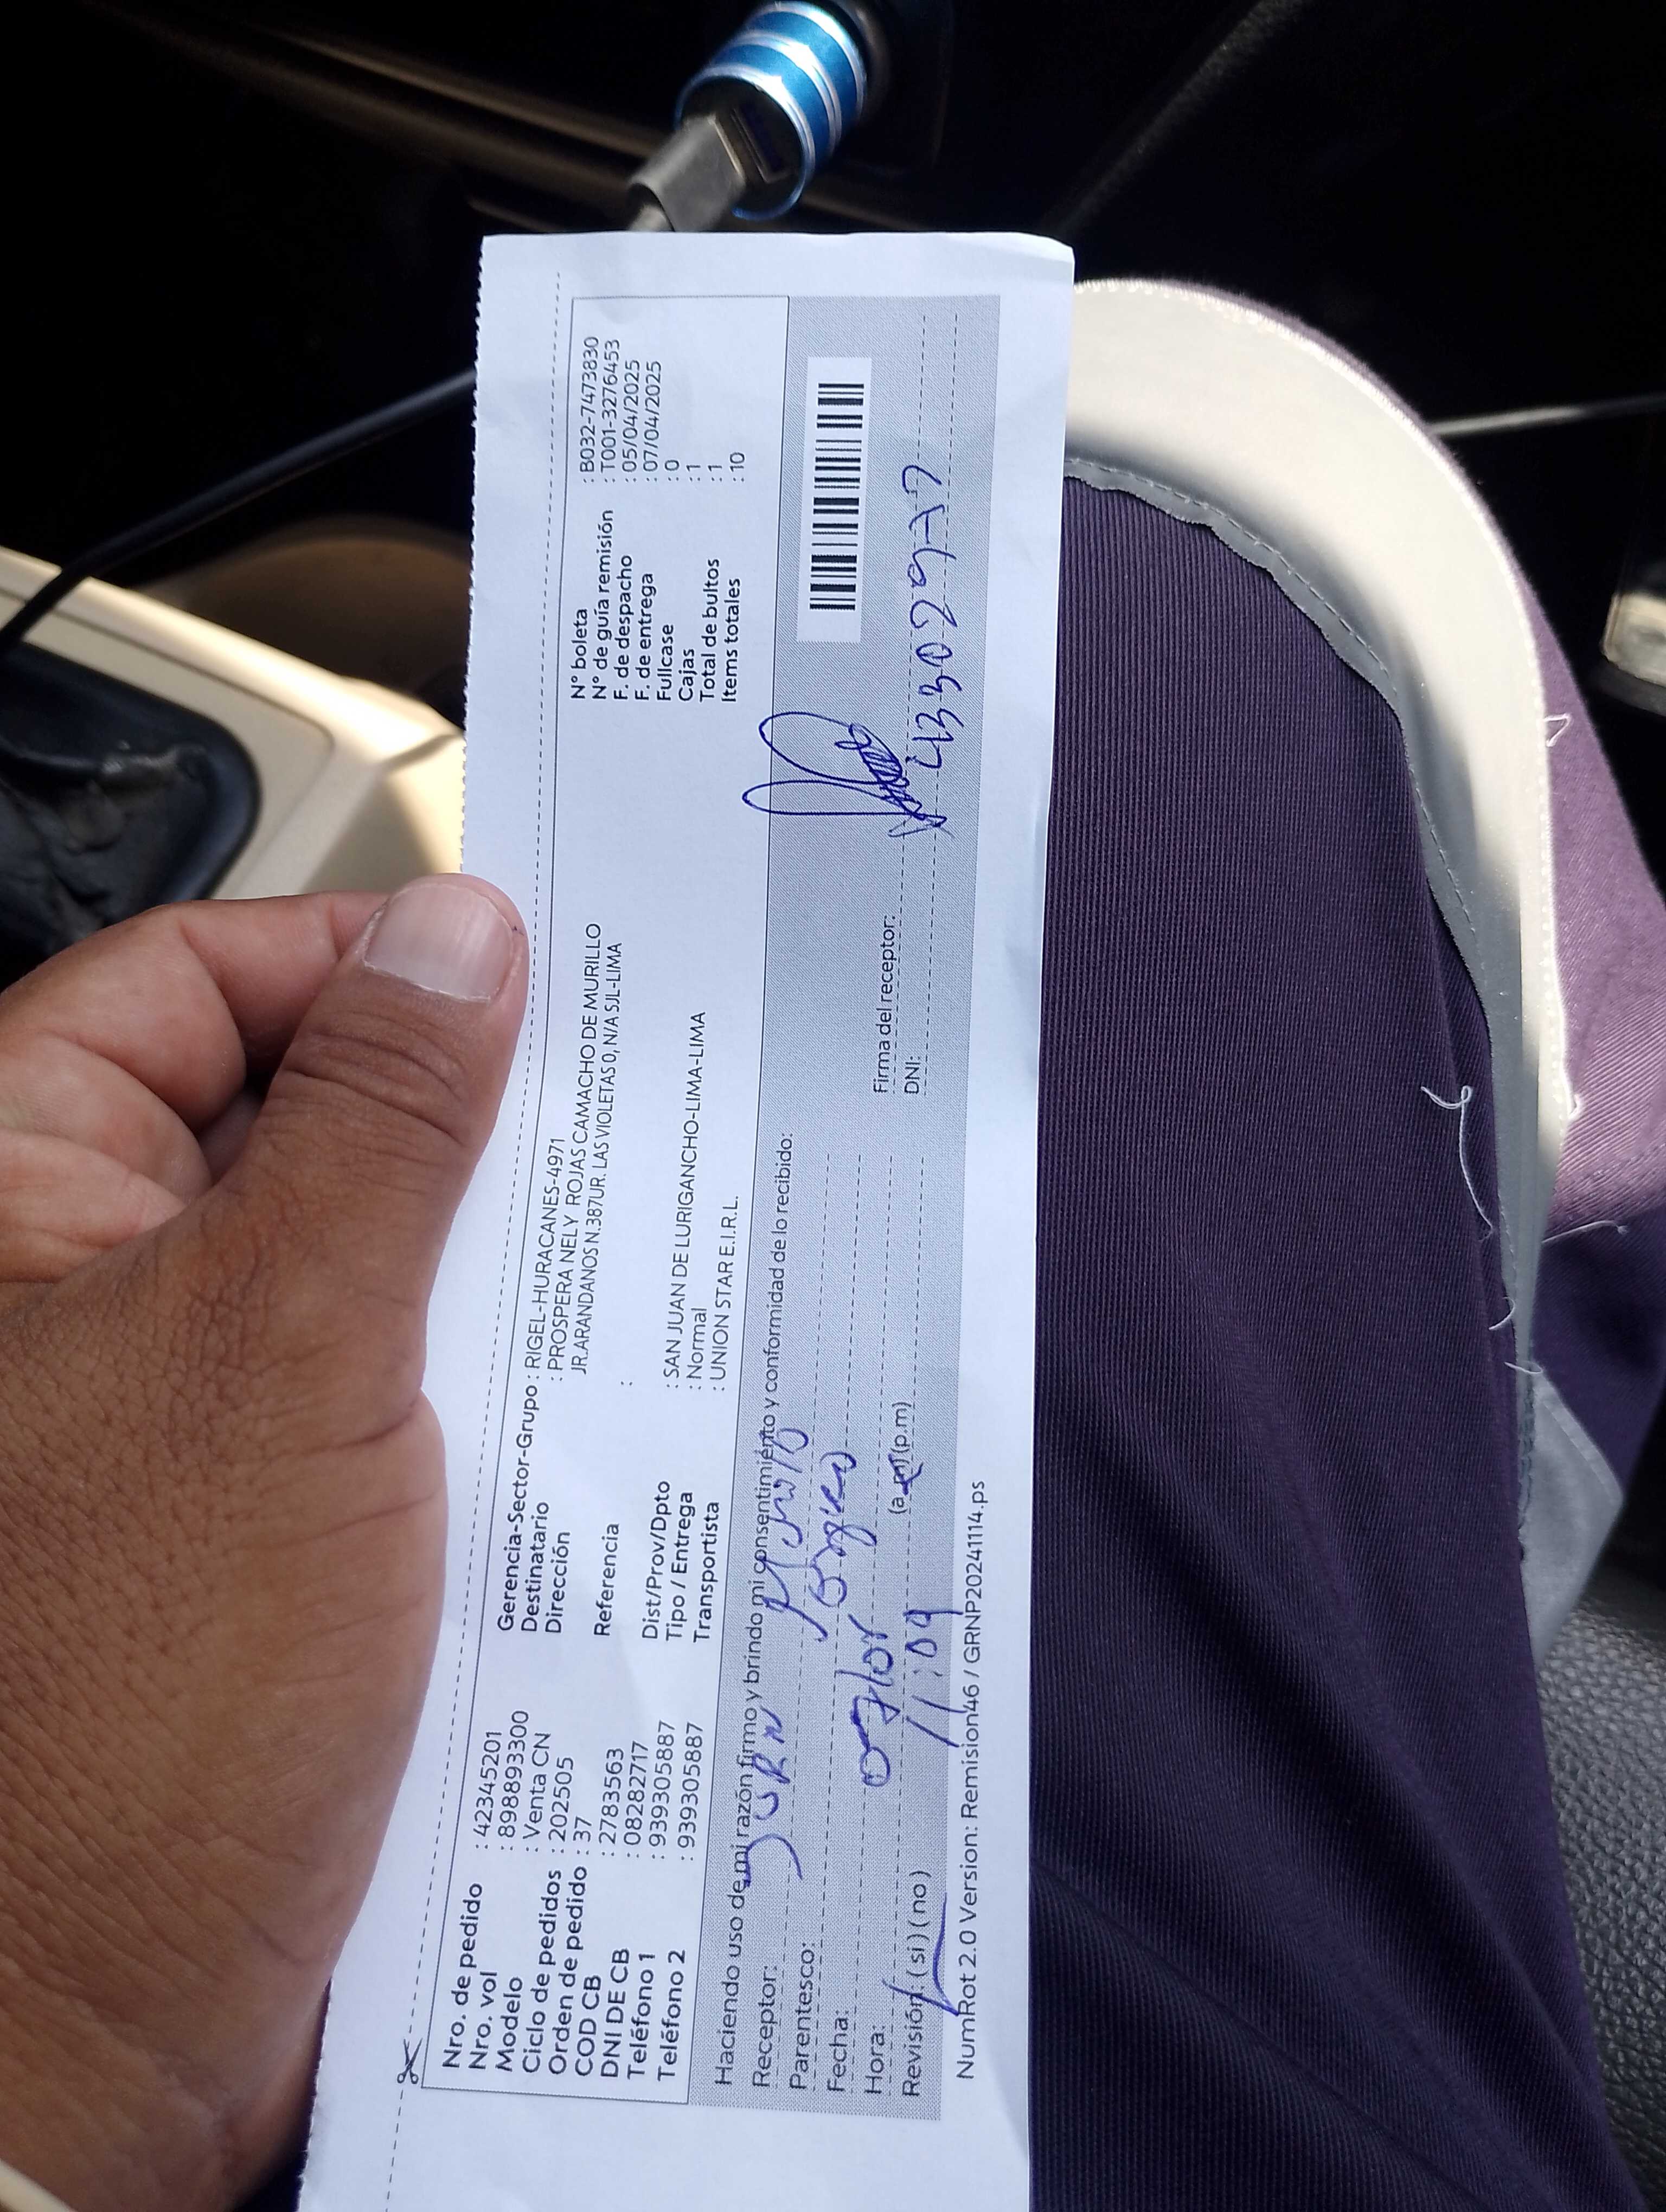 Nro. de pedido : 423445201
Nro. vol : 8989893300
Modelo : Venta CN
Ciclo de pedidos : 202505
Orden de pedido : 37
COD CB : 2783563
DNI DE CB : 08282717
Teléfono 1 : 939305887
Teléfono 2 : 939305887
Gerencia-Sector-Grupo : RIGEL-HURACANES-4971
Destinatario : PROSPERA NELY ROJAS CAMACHO DE MURILLO
Dirección JR.ARANDANOS N.387UR. LAS VIOLETAS 0, N/A SJL-LIMA
Referencia :
Dist/Prov/Dpto : SAN JUAN DE LURIGANCHO-LIMA-LIMA
Tipo / Entrega : Normal
Transportista : UNION STAR E.I.R.L.
N° boleta : B032-7473830
N° de guía remisión : T001-3276453
F. de despacho : 05/04/2025
F. de entrega : 07/04/2025
Fullcase : 0
Cajas : 1
Total de bultos : 1
Items totales : 10
Haciendo uso de mi razón firmo y brindo mi consentimiento y conformidad de lo recibido:
Receptor:
Parentesco:
Fecha:
Hora: 11:09 (a.m)(p.m)
Revisión: (si) (no)
Firma del receptor:
DNI: 43302977
NumRot 2.0 Version: Remision46 / GRNP20241114.ps